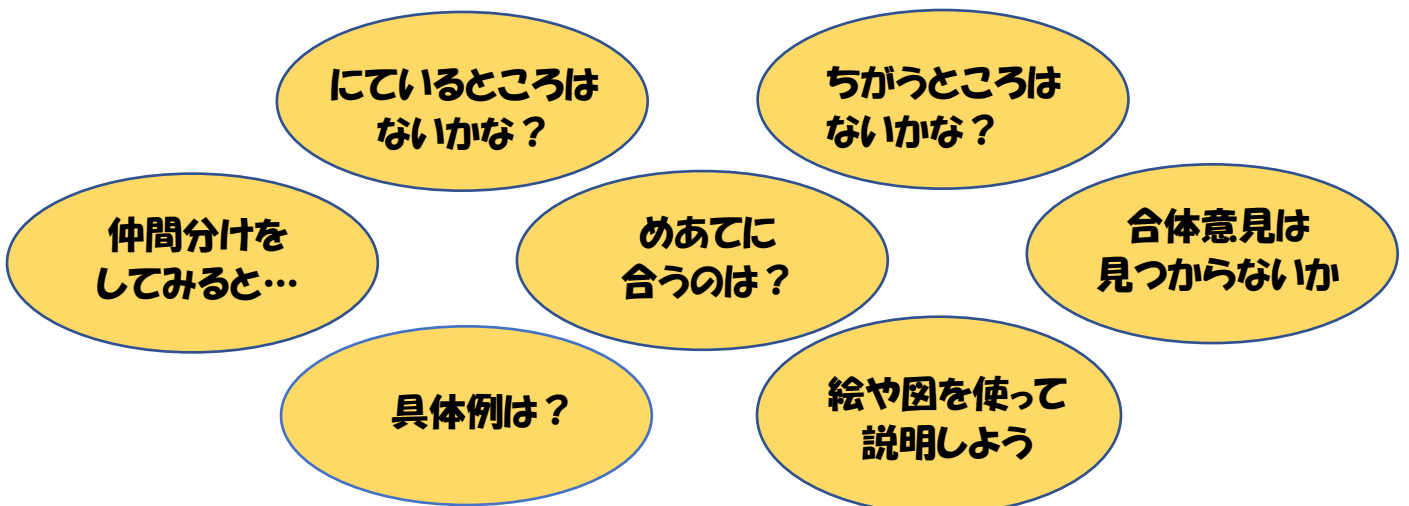 にているところは
ないかな？
ちがうところは
ないかな？
仲間分けを
してみると…
めあてに
合うのは？
合体意見は
見つからないか
具体例は？
絵や図を使って
説明しよう